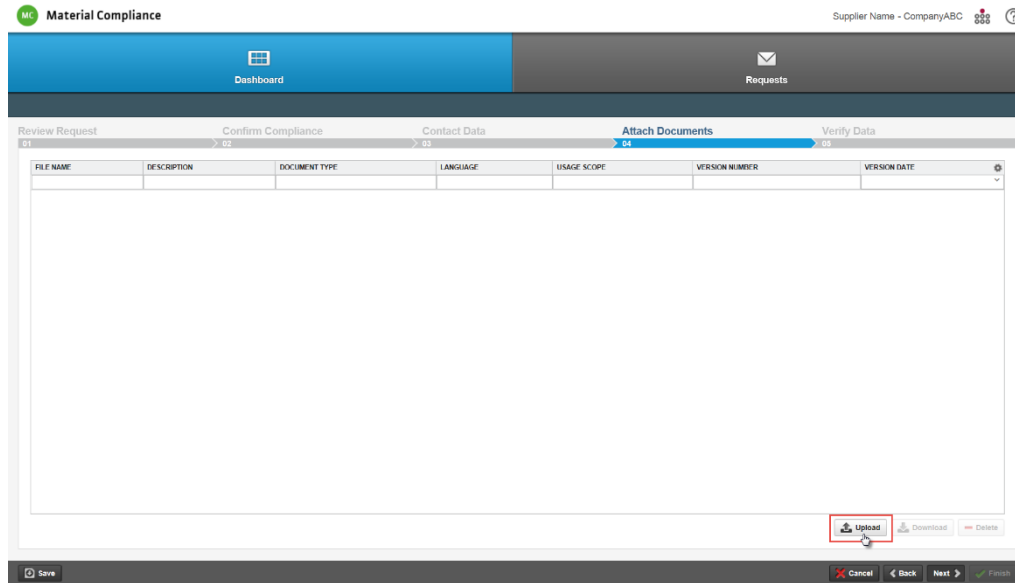 MC Material Compliance Supplier Name - CompanyABC ?
Dashboard Requests
Review Request Confirm Compliance Contact Data Attach Documents Verify Data
01 02 03 04 05
FILE NAME DESCRIPTION DOCUMENT TYPE LANGUAGE USAGE SCOPE VERSION NUMBER VERSION DATE
Upload Download Delete
Save Cancel Back Next Finish